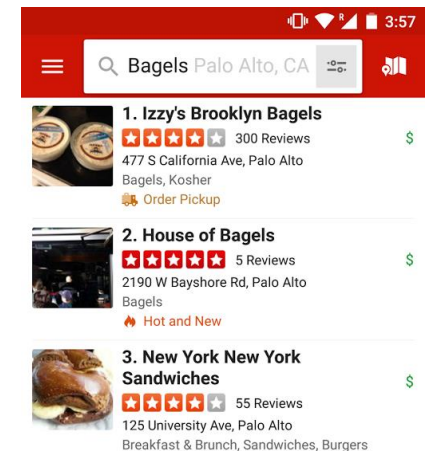 R 3:57
Bagels Palo Alto, CA
1. Izzy's Brooklyn Bagels
300 Reviews $
477 S California Ave, Palo Alto
Bagels, Kosher
Order Pickup
2. House of Bagels
5 Reviews $
2190 W Bayshore Rd, Palo Alto
Bagels
Hot and New
3. New York New York
Sandwiches
55 Reviews $
125 University Ave, Palo Alto
Breakfast & Brunch, Sandwiches, Burgers